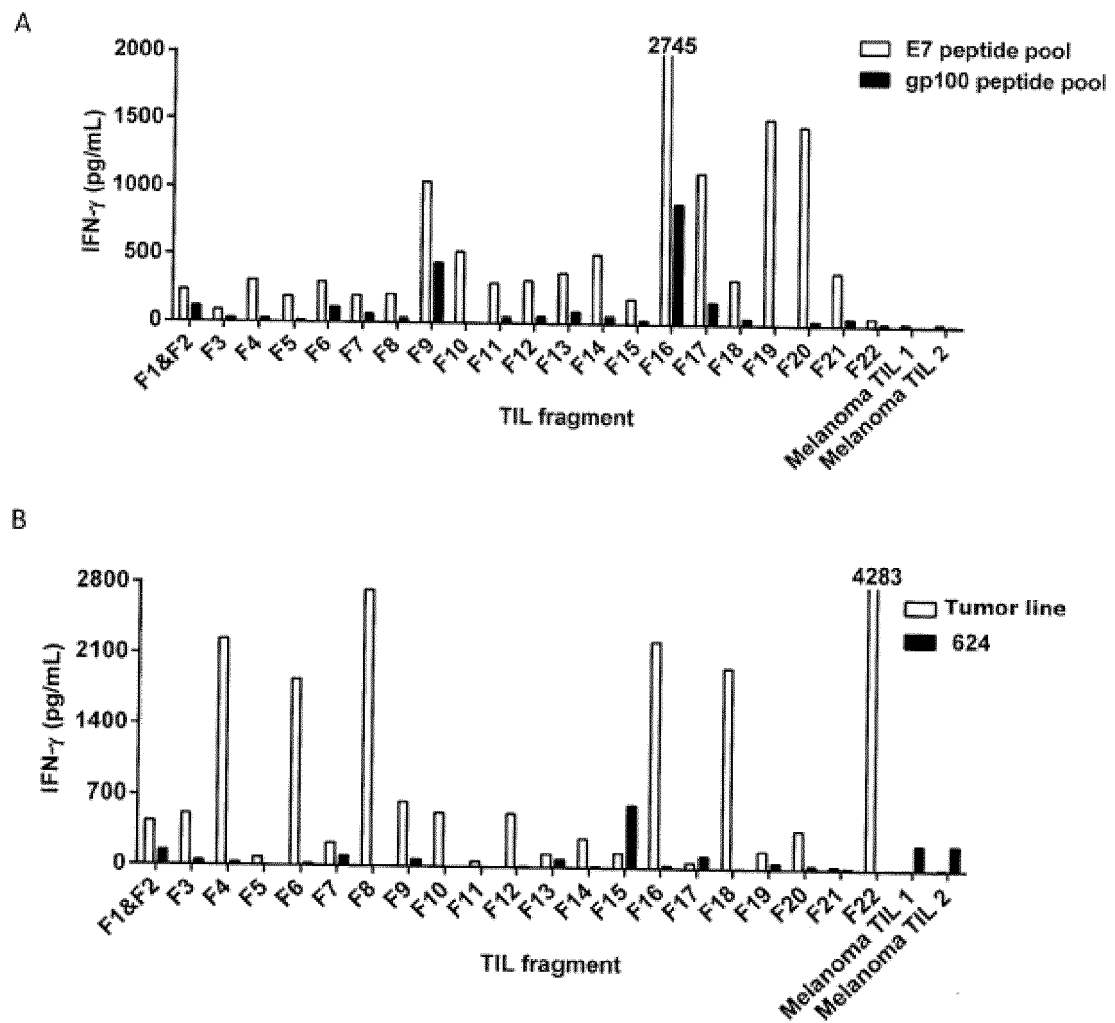 A
2745
2000
1500
1000
500
0
IFN-γ (pg/mL)
E7 peptide pool
gp100 peptide pool
F1&F2
F3
F4
F5
F6
F7
F8
F9
F10
F11
F12
F13
F14
F15
F16
F17
F18
F19
F20
F21
F22
Melanoma TIL 1
Melanoma TIL 2
TIL fragment
B
4283
2800
2100
1400
700
0
IFN-γ (pg/mL)
Tumor line
624
F1&F2
F3
F4
F5
F6
F7
F8
F9
F10
F11
F12
F13
F14
F15
F16
F17
F18
F19
F20
F21
F22
Melanoma TIL 1
Melanoma TIL 2
TIL fragment